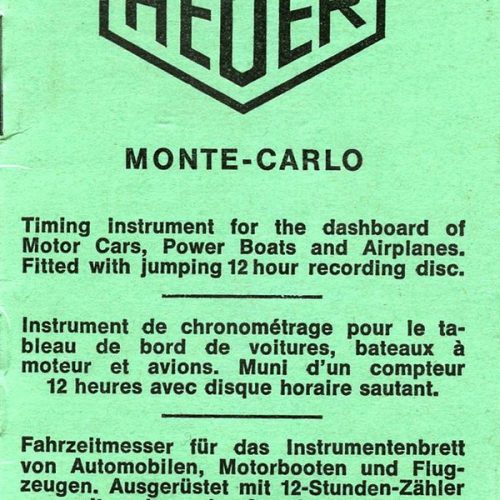 HEUER
MONTE-CARLO
Timing instrument for the dashboard of
Motor Cars, Power Boats and Airplanes.
Fitted with jumping 12 hour recording disc.
Instrument de chronométrage pour le ta-
bleau de bord de voitures, bateaux à
moteur et avions. Muni d'un compteur
12 heures avec disque horaire sautant.
Fahrzeitmesser für das Instrumentenbrett
von Automobilen, Motorbooten und Flug-
zeugen. Ausgerüstet mit 12-Stunden-Zähler